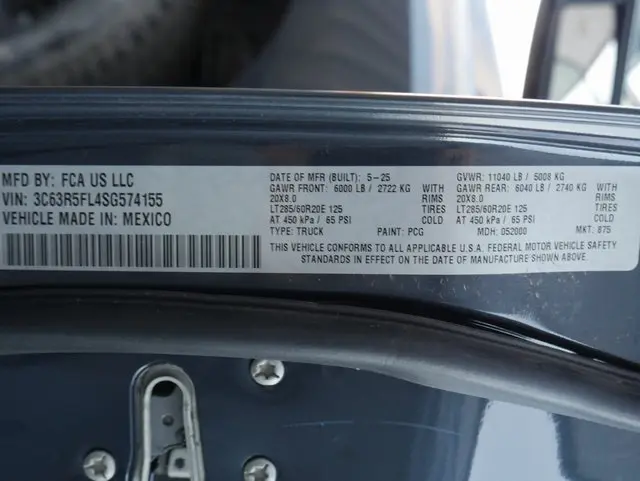 MFD BY: FCA US LLC
VIN: 3C63R5FL4SG574155
VEHICLE MADE IN: MEXICO
DATE OF MFR (BUILT): 5-25
GAWR FRONT: 6000 LB / 2722 KG WITH
20X8.0 RIMS
LT285/60R20E 125 TIRES
AT 450 kPa / 65 PSI COLD
TYPE: TRUCK PAINT: PCG
GVWR: 11040 LB / 5008 KG
GAWR REAR: 6040 LB / 2740 KG WITH
20X8.0 RIMS
LT285/60R20E 125 TIRES
AT 450 kPa / 65 PSI COLD
MDH: 052000 MKT: 875
THIS VEHICLE CONFORMS TO ALL APPLICABLE U.S.A. FEDERAL MOTOR VEHICLE SAFETY
STANDARDS IN EFFECT ON THE DATE OF MANUFACTURE SHOWN ABOVE.